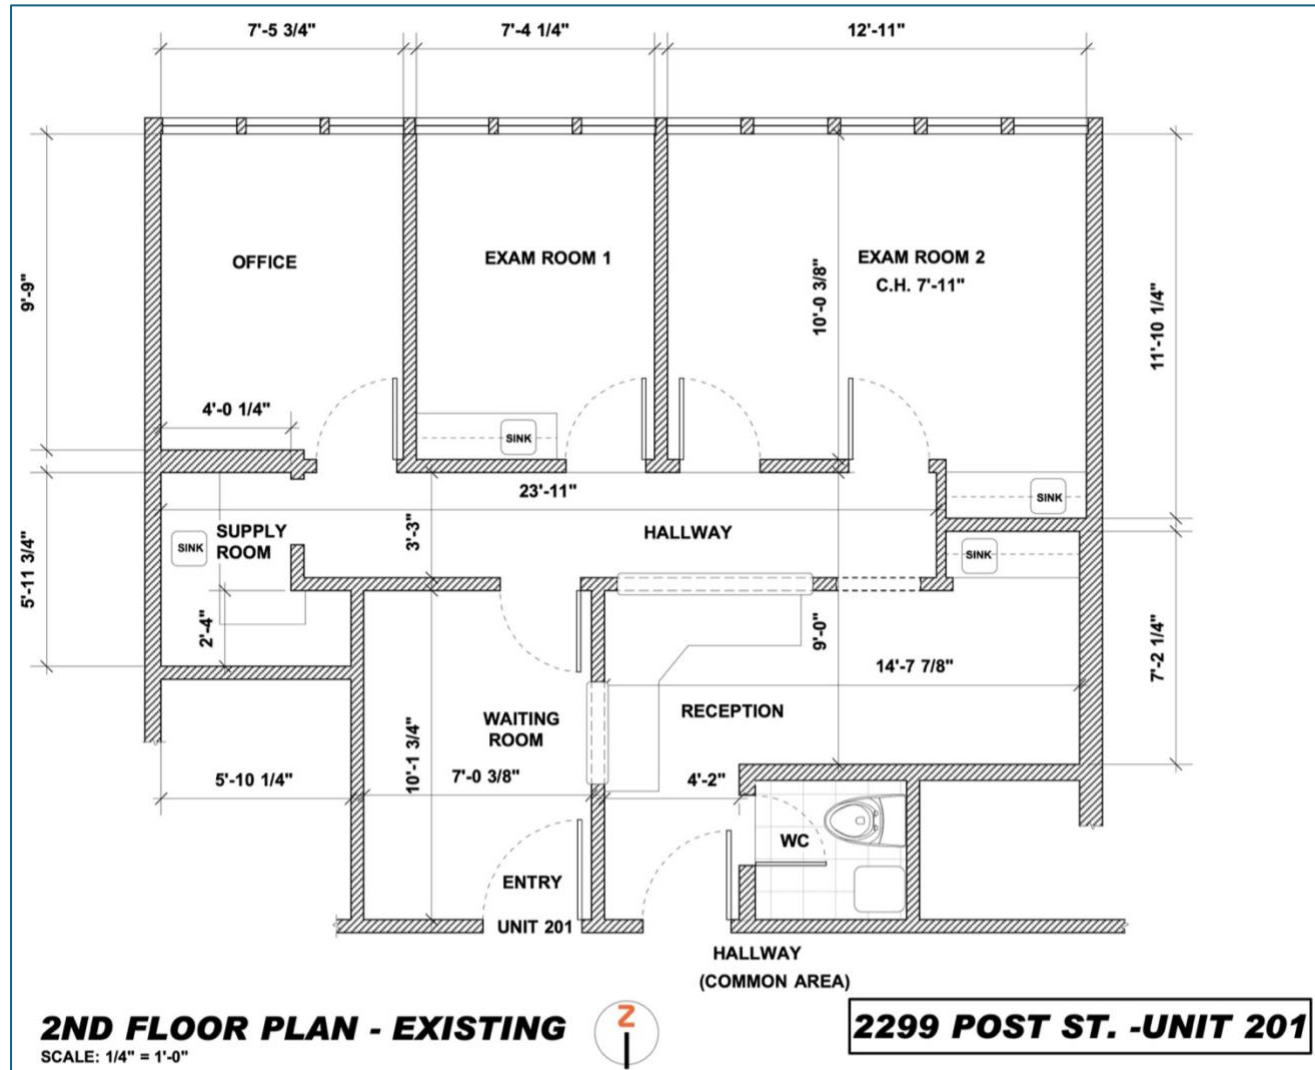 7'-5 3/4"
7'-4 1/4"
12'-11"
OFFICE
EXAM ROOM 1
EXAM ROOM 2
C.H. 7'-11"
9'-9"
10'-0 3/8"
11'-10 1/4"
4'-0 1/4"
SINK
23'-11"
SINK
SUPPLY
ROOM
SINK
3'-3"
HALLWAY
SINK
5'-11 3/4"
2'-4"
9'-0"
14'-7 7/8"
7'-2 1/4"
WAITING
ROOM
RECEPTION
10'-1 3/4"
5'-10 1/4"
7'-0 3/8"
4'-2"
WC
ENTRY
UNIT 201
HALLWAY
(COMMON AREA)
2ND FLOOR PLAN - EXISTING
SCALE: 1/4" = 1'-0"
Z
2299 POST ST. -UNIT 201